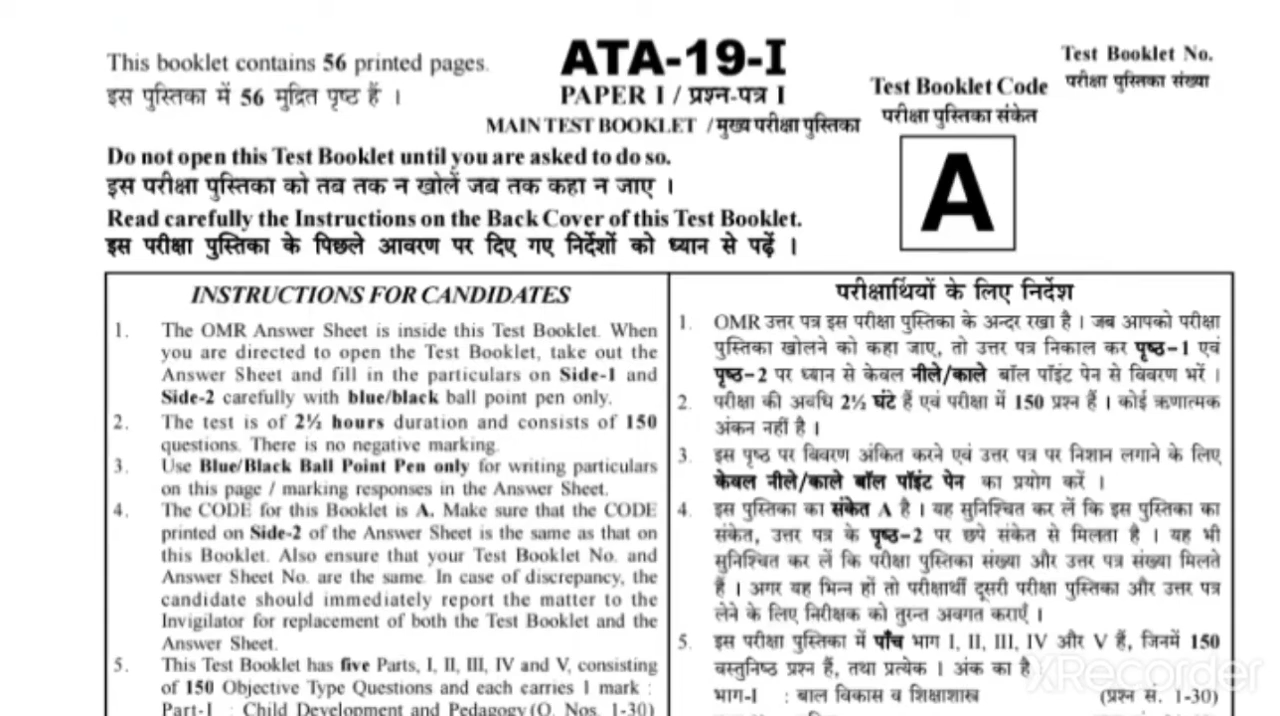 This booklet contains 56 printed pages.
इस पुस्तिका में 56 मुद्रित पृष्ठ हैं ।
ATA-19-I
PAPER I / प्रश्न-पत्र I
MAIN TEST BOOKLET / मुख्य परीक्षा पुस्तिका
Test Booklet Code
परीक्षा पुस्तिका संकेत
A
Test Booklet No.
परीक्षा पुस्तिका संख्या
Do not open this Test Booklet until you are asked to do so.
इस परीक्षा पुस्तिका को तब तक न खोलें जब तक कहा न जाए ।
Read carefully the Instructions on the Back Cover of this Test Booklet.
इस परीक्षा पुस्तिका के पिछले आवरण पर दिए गए निर्देशों को ध्यान से पढ़ें ।
INSTRUCTIONS FOR CANDIDATES
1. The OMR Answer Sheet is inside this Test Booklet. When
you are directed to open the Test Booklet, take out the
Answer Sheet and fill in the particulars on Side-1 and
Side-2 carefully with blue/black ball point pen only.
2. The test is of 2½ hours duration and consists of 150
questions. There is no negative marking.
3. Use Blue/Black Ball Point Pen only for writing particulars
on this page / marking responses in the Answer Sheet.
4. The CODE for this Booklet is A. Make sure that the CODE
printed on Side-2 of the Answer Sheet is the same as that on
this Booklet. Also ensure that your Test Booklet No. and
Answer Sheet No. are the same. In case of discrepancy, the
candidate should immediately report the matter to the
Invigilator for replacement of both the Test Booklet and the
Answer Sheet.
5. This Test Booklet has five Parts, I, II, III, IV and V, consisting
of 150 Objective Type Questions and each carries 1 mark :
Part-I : Child Development and Pedagogy (Q. Nos. 1-30)
परीक्षार्थियों के लिए निर्देश
1. OMR उत्तर पत्र इस परीक्षा पुस्तिका के अन्दर रखा है । जब आपको परीक्षा
पुस्तिका खोलने को कहा जाए, तो उत्तर पत्र निकाल कर पृष्ठ-1 एवं
पृष्ठ-2 पर ध्यान से केवल नीले/काले बॉल पॉइंट पेन से विवरण भरें ।
2. परीक्षा की अवधि 2½ घंटे हैं एवं परीक्षा में 150 प्रश्न हैं । कोई ऋणात्मक
अंकन नहीं है ।
3. इस पृष्ठ पर विवरण अंकित करने एवं उत्तर पत्र पर निशान लगाने के लिए
केवल नीले/काले बॉल पॉइंट पेन का प्रयोग करें ।
4. इस पुस्तिका का संकेत A है । यह सुनिश्चित कर लें कि इस पुस्तिका का
संकेत, उत्तर पत्र के पृष्ठ-2 पर छपे संकेत से मिलता है । यह भी
सुनिश्चित कर लें कि परीक्षा पुस्तिका संख्या और उत्तर पत्र संख्या मिलते
हैं । अगर यह भिन्न हों तो परीक्षार्थी दूसरी परीक्षा पुस्तिका और उत्तर पत्र
लेने के लिए निरीक्षक को तुरन्त अवगत कराएँ ।
5. इस परीक्षा पुस्तिका में पाँच भाग I, II, III, IV और V हैं, जिनमें 150
वस्तुनिष्ठ प्रश्न हैं, तथा प्रत्येक । अंक का है
भाग-I : बाल विकास व शिक्षाशास्त्र (प्रश्न सं. 1-30)
XRecorder